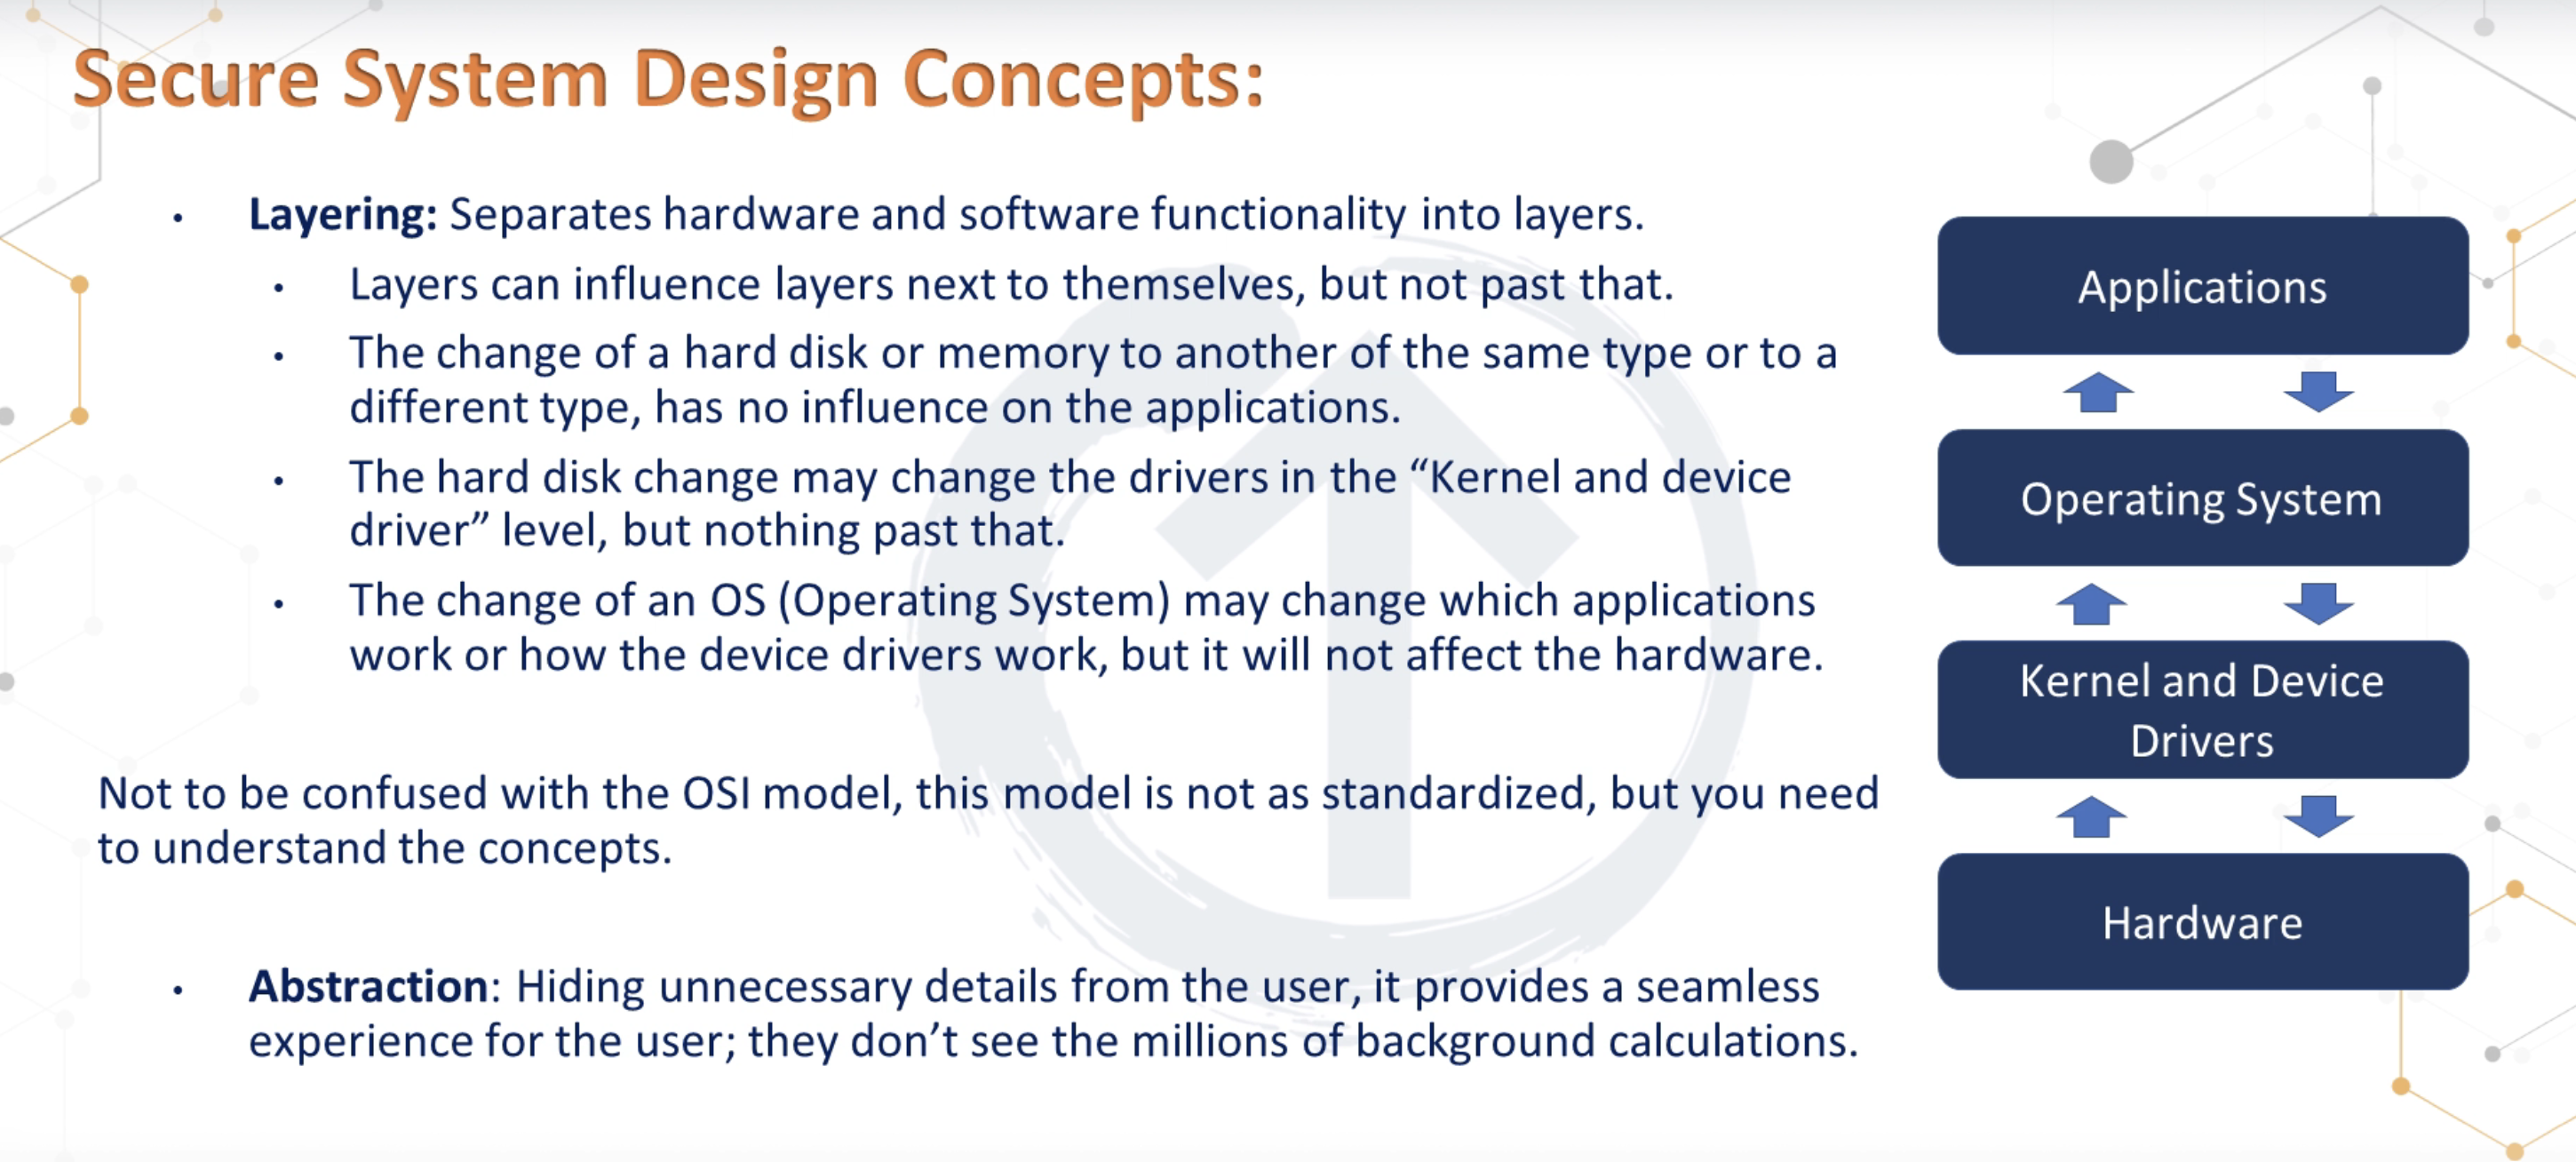 Secure System Design Concepts:
• Layering: Separates hardware and software functionality into layers.
• Layers can influence layers next to themselves, but not past that.
• The change of a hard disk or memory to another of the same type or to a
different type, has no influence on the applications.
• The hard disk change may change the drivers in the “Kernel and device
driver” level, but nothing past that.
• The change of an OS (Operating System) may change which applications
work or how the device drivers work, but it will not affect the hardware.
Not to be confused with the OSI model, this model is not as standardized, but you need
to understand the concepts.
• Abstraction: Hiding unnecessary details from the user, it provides a seamless
experience for the user; they don’t see the millions of background calculations.
Applications
Operating System
Kernel and Device
Drivers
Hardware